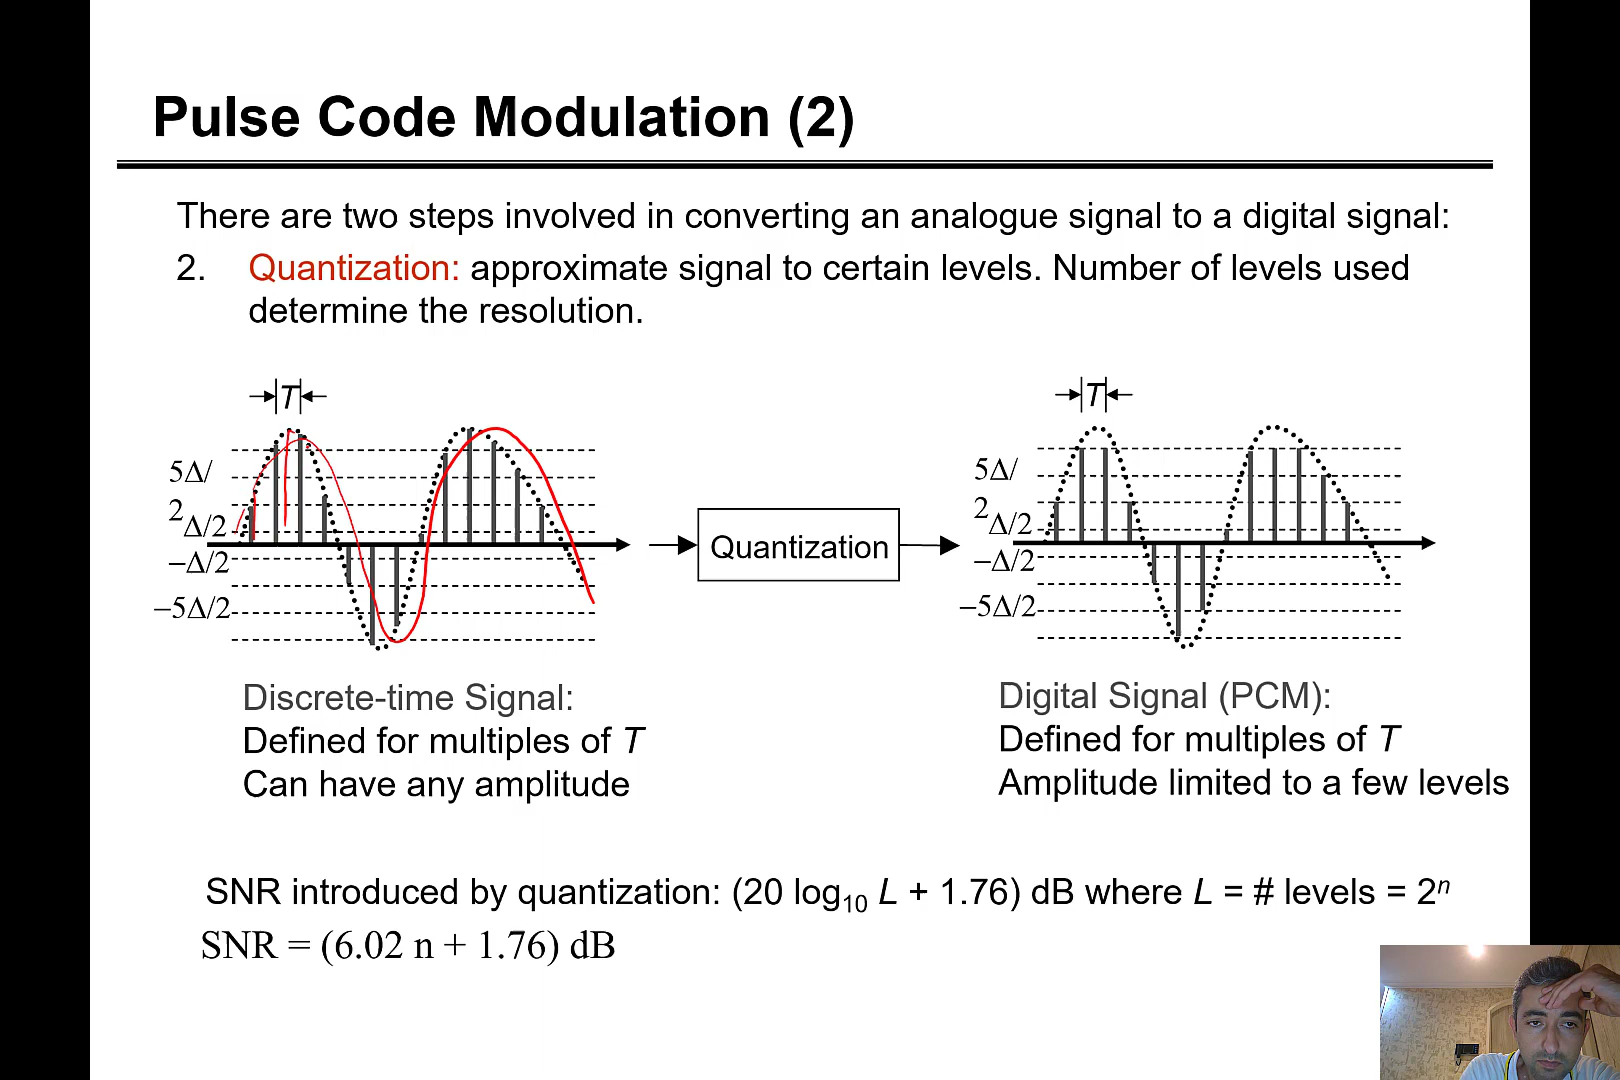 Pulse Code Modulation (2)
There are two steps involved in converting an analogue signal to a digital signal:
2. Quantization: approximate signal to certain levels. Number of levels used
determine the resolution.
T
5Δ/
2
Δ/2
−Δ/2
−5Δ/2
Quantization
T
5Δ/
2
Δ/2
−Δ/2
−5Δ/2
Discrete-time Signal:
Defined for multiples of T
Can have any amplitude
Digital Signal (PCM):
Defined for multiples of T
Amplitude limited to a few levels
SNR introduced by quantization: (20 log₁₀ L + 1.76) dB where L = # levels = 2ⁿ
SNR = (6.02 n + 1.76) dB